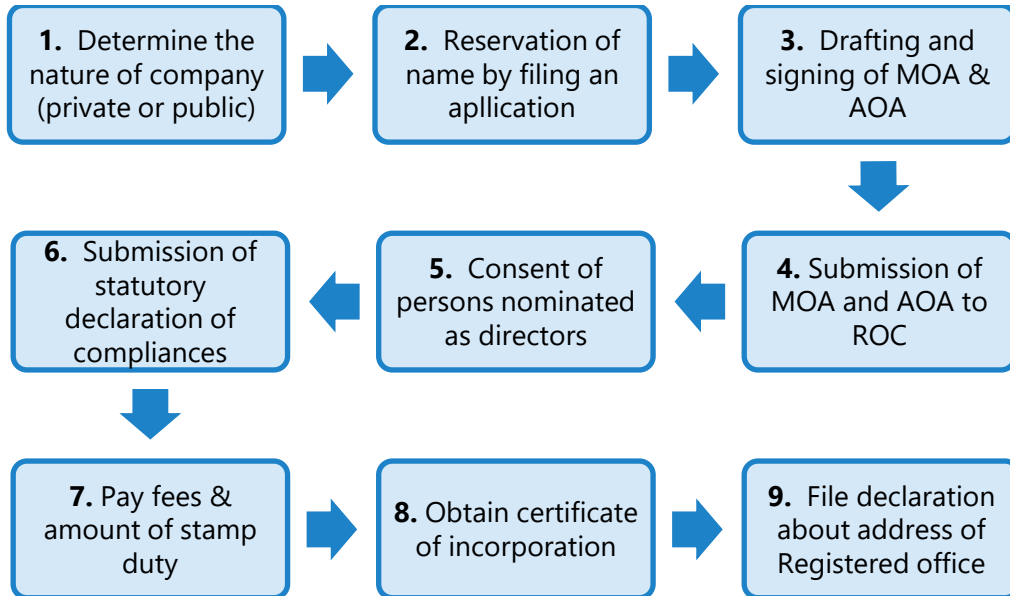 1. Determine the
nature of company
(private or public)
2. Reservation of
name by filing an
apllication
3. Drafting and
signing of MOA &
AOA
4. Submission of
MOA and AOA to
ROC
5. Consent of
persons nominated
as directors
6. Submission of
statutory
declaration of
compliances
7. Pay fees &
amount of stamp
duty
8. Obtain certificate
of incorporation
9. File declaration
about address of
Registered office